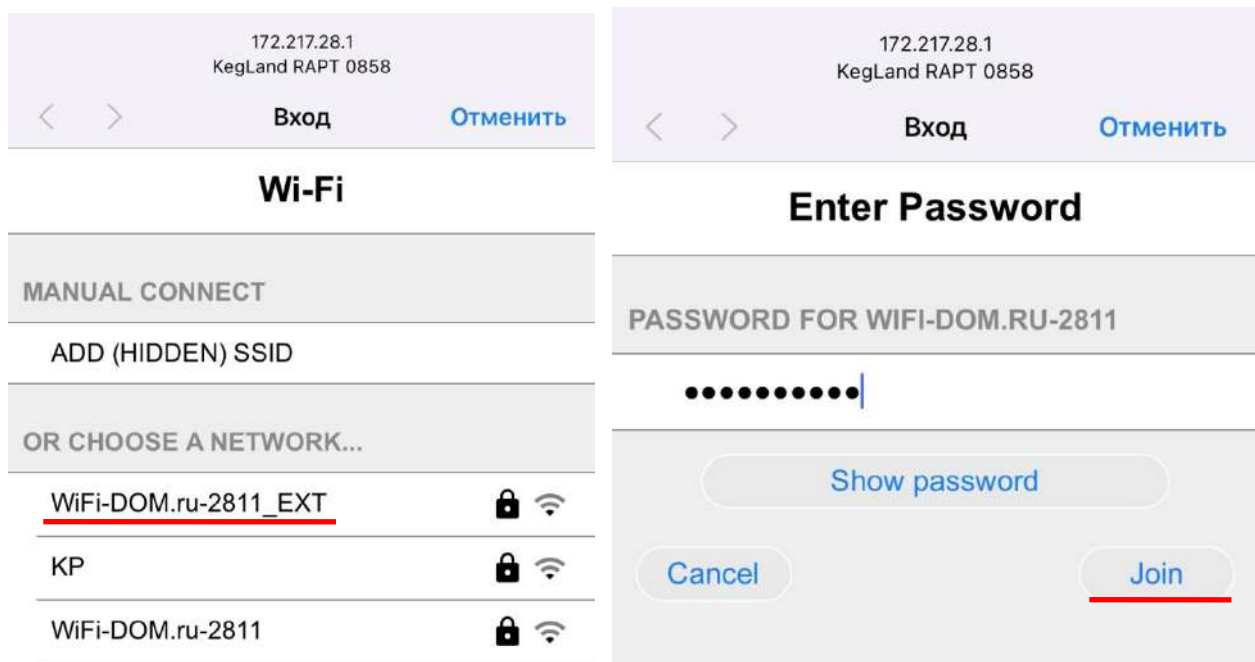 172.217.28.1
KegLand RAPT 0858
Вход
Отменить
Wi-Fi
MANUAL CONNECT
ADD (HIDDEN) SSID
OR CHOOSE A NETWORK...
WiFi-DOM.ru-2811_EXT
KP
WiFi-DOM.ru-2811
172.217.28.1
KegLand RAPT 0858
Вход
Отменить
Enter Password
PASSWORD FOR WIFI-DOM.RU-2811
••••••••••
Show password
Cancel
Join